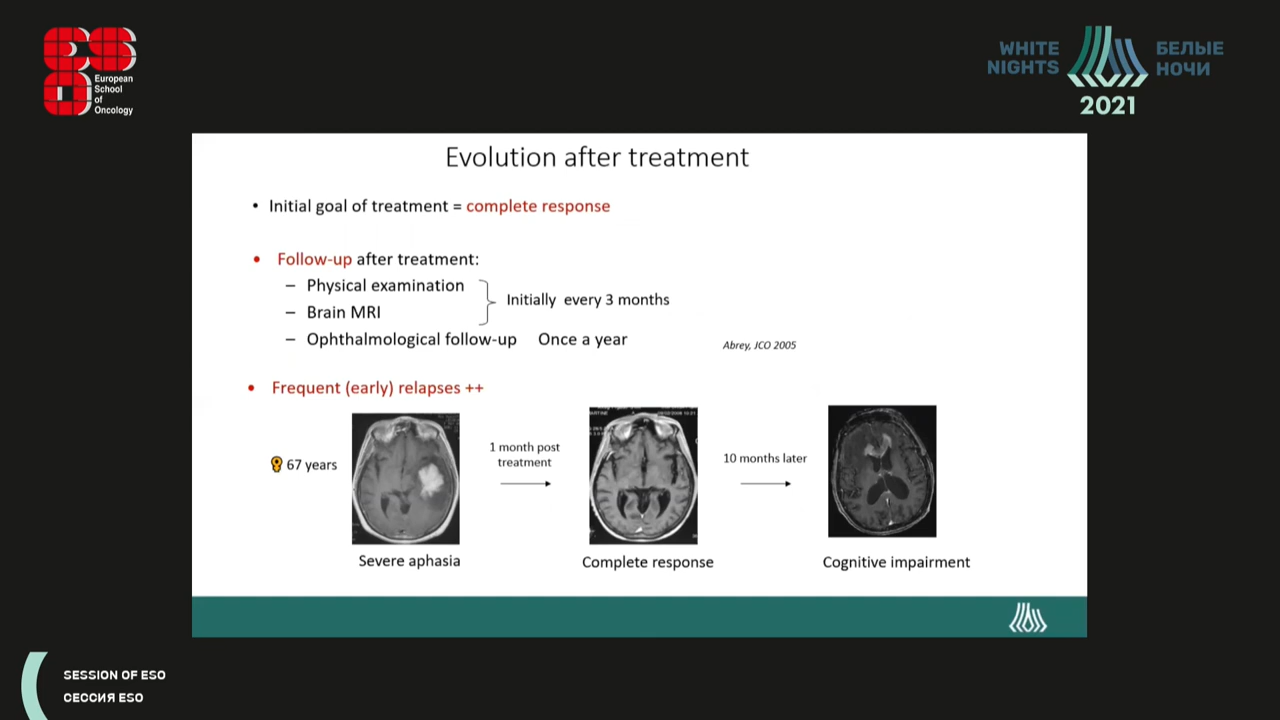 European
School
of
Oncology
WHITE
NIGHTS
БЕЛЫЕ
НОЧИ
2021
Evolution after treatment
• Initial goal of treatment = complete response
• Follow-up after treatment:
– Physical examination
– Brain MRI
Initially every 3 months
– Ophthalmological follow-up Once a year
Abrey, JCO 2005
• Frequent (early) relapses ++
67 years
1 month post
treatment
10 months later
Severe aphasia
Complete response
Cognitive impairment
SESSION OF ESO
СЕССИЯ ESO